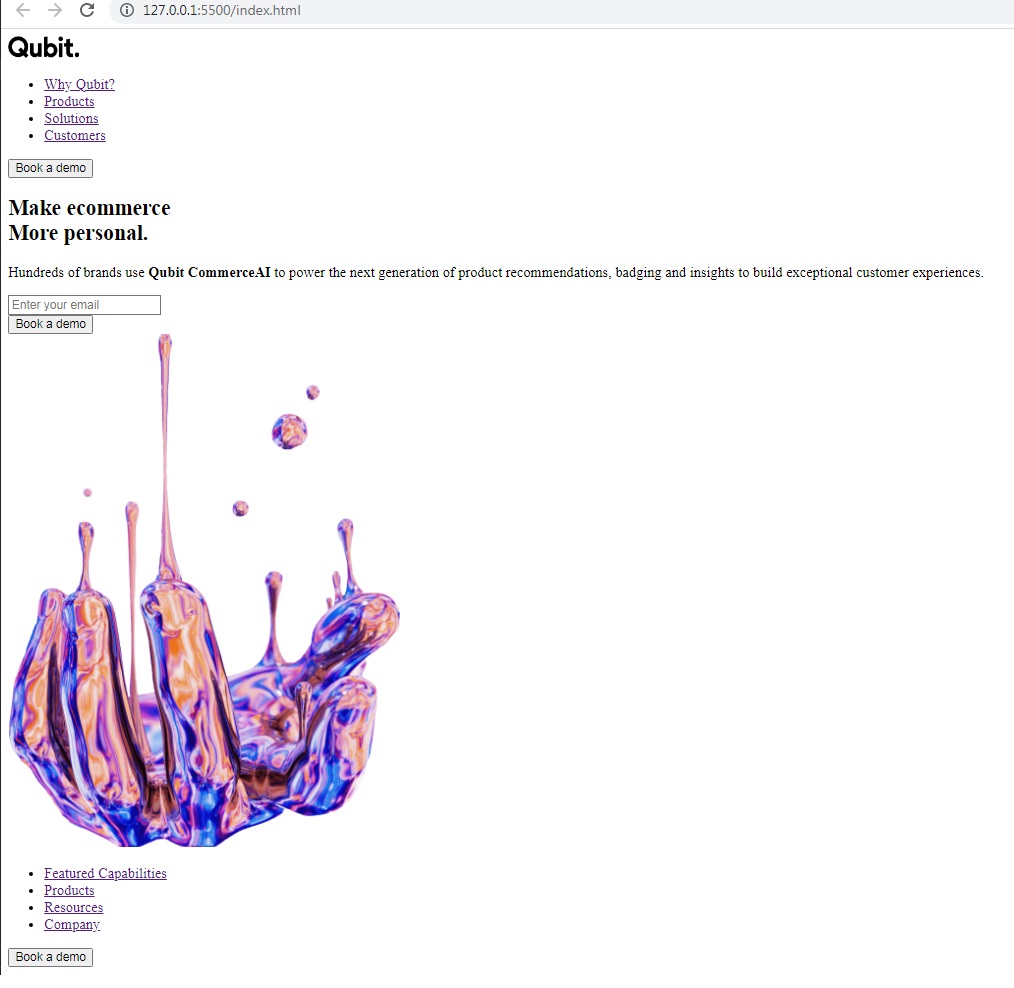 127.0.0.1:5500/index.html
Qubit.
Why Qubit?
Products
Solutions
Customers
Book a demo
Make ecommerce
More personal.
Hundreds of brands use Qubit CommerceAI to power the next generation of product recommendations, badging and insights to build exceptional customer experiences.
Enter your email
Book a demo
Featured Capabilities
Products
Resources
Company
Book a demo